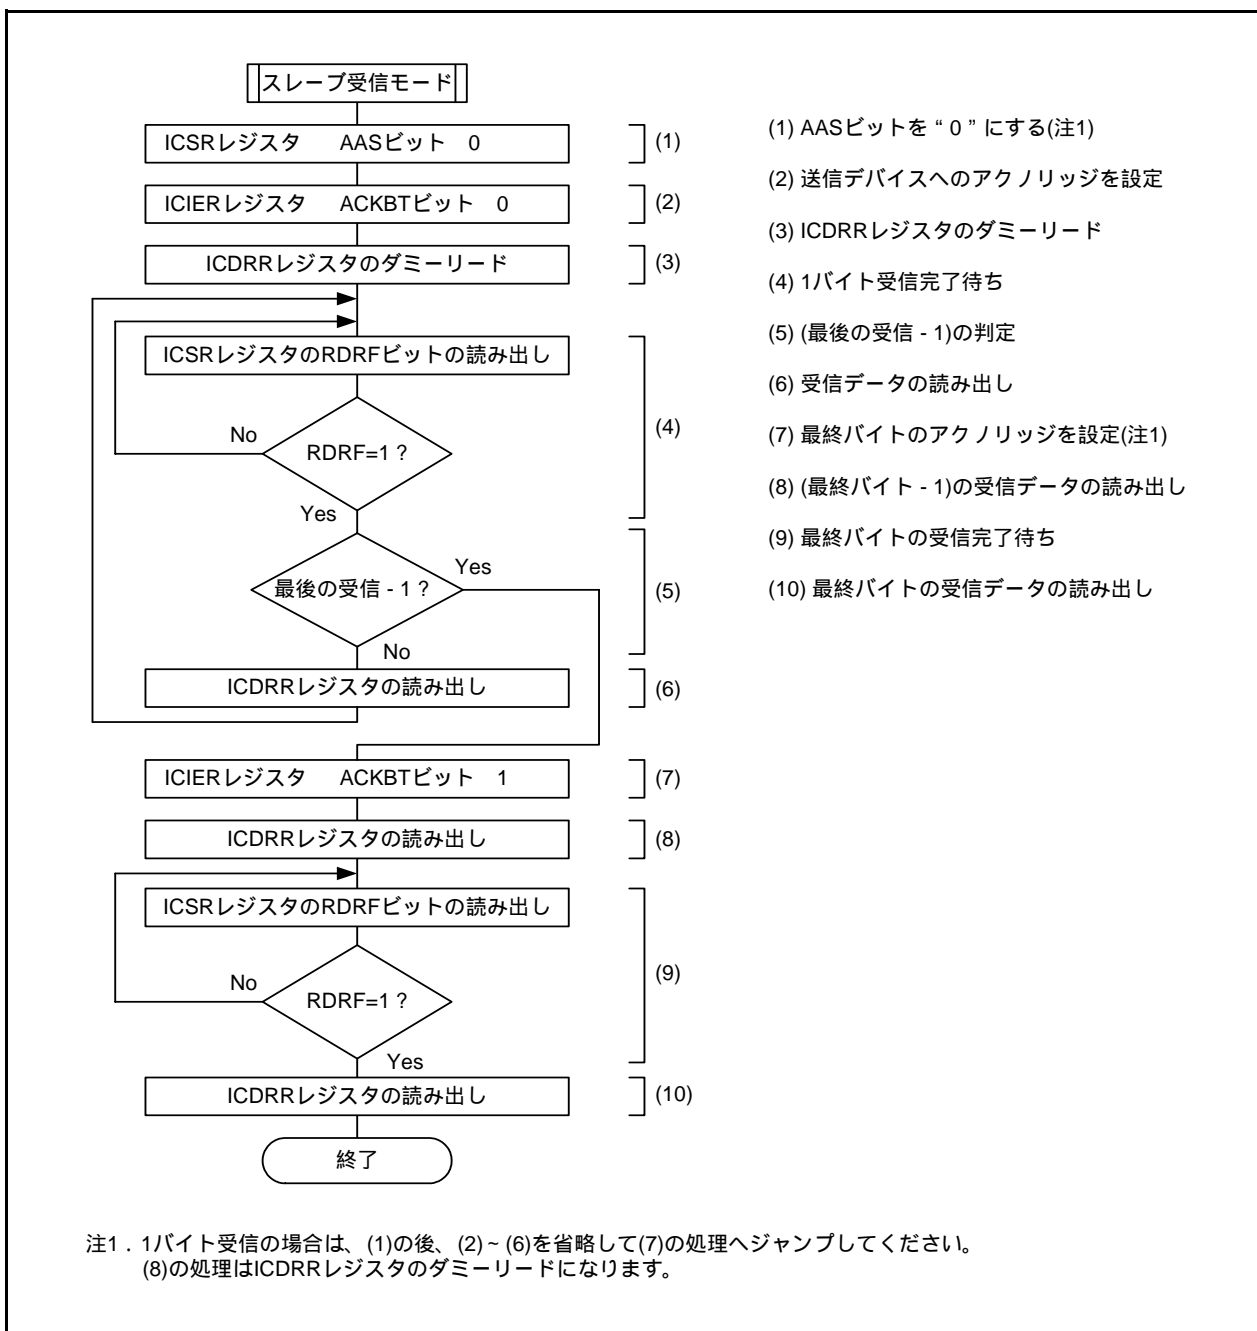 スレーブ受信モード
ICSRレジスタ AASビット 0
(1)
ICIERレジスタ ACKBTビット 0
(2)
ICDRRレジスタのダミーリード
(3)
ICSRレジスタのRDRFビットの読み出し
No
RDRF=1 ?
(4)
Yes
Yes
最後の受信 - 1 ?
(5)
No
ICDRRレジスタの読み出し
(6)
ICIERレジスタ ACKBTビット 1
(7)
ICDRRレジスタの読み出し
(8)
ICSRレジスタのRDRFビットの読み出し
No
RDRF=1 ?
(9)
Yes
ICDRRレジスタの読み出し
(10)
終了
(1) AASビットを“ 0 ” にする(注1)
(2) 送信デバイスへのアクノリッジを設定
(3) ICDRRレジスタのダミーリード
(4) 1バイト受信完了待ち
(5) (最後の受信 - 1)の判定
(6) 受信データの読み出し
(7) 最終バイトのアクノリッジを設定(注1)
(8) (最終バイト - 1)の受信データの読み出し
(9) 最終バイトの受信完了待ち
(10) 最終バイトの受信データの読み出し
注1．1バイト受信の場合は、(1)の後、(2) ~ (6)を省略して(7)の処理へジャンプしてください。
(8)の処理はICDRRレジスタのダミーリードになります。